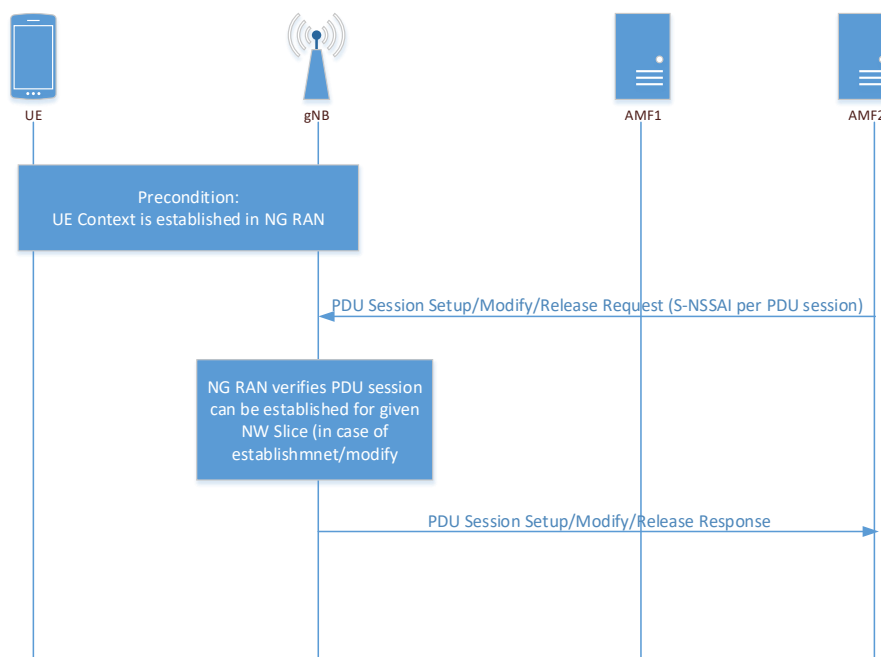 UE
gNB
AMF1
AMF2
Precondition:
UE Context is established in NG RAN
PDU Session Setup/Modify/Release Request (S-NSSAI per PDU session)
NG RAN verifies PDU session
can be established for given
NW Slice (in case of
establishmnet/modify
PDU Session Setup/Modify/Release Response